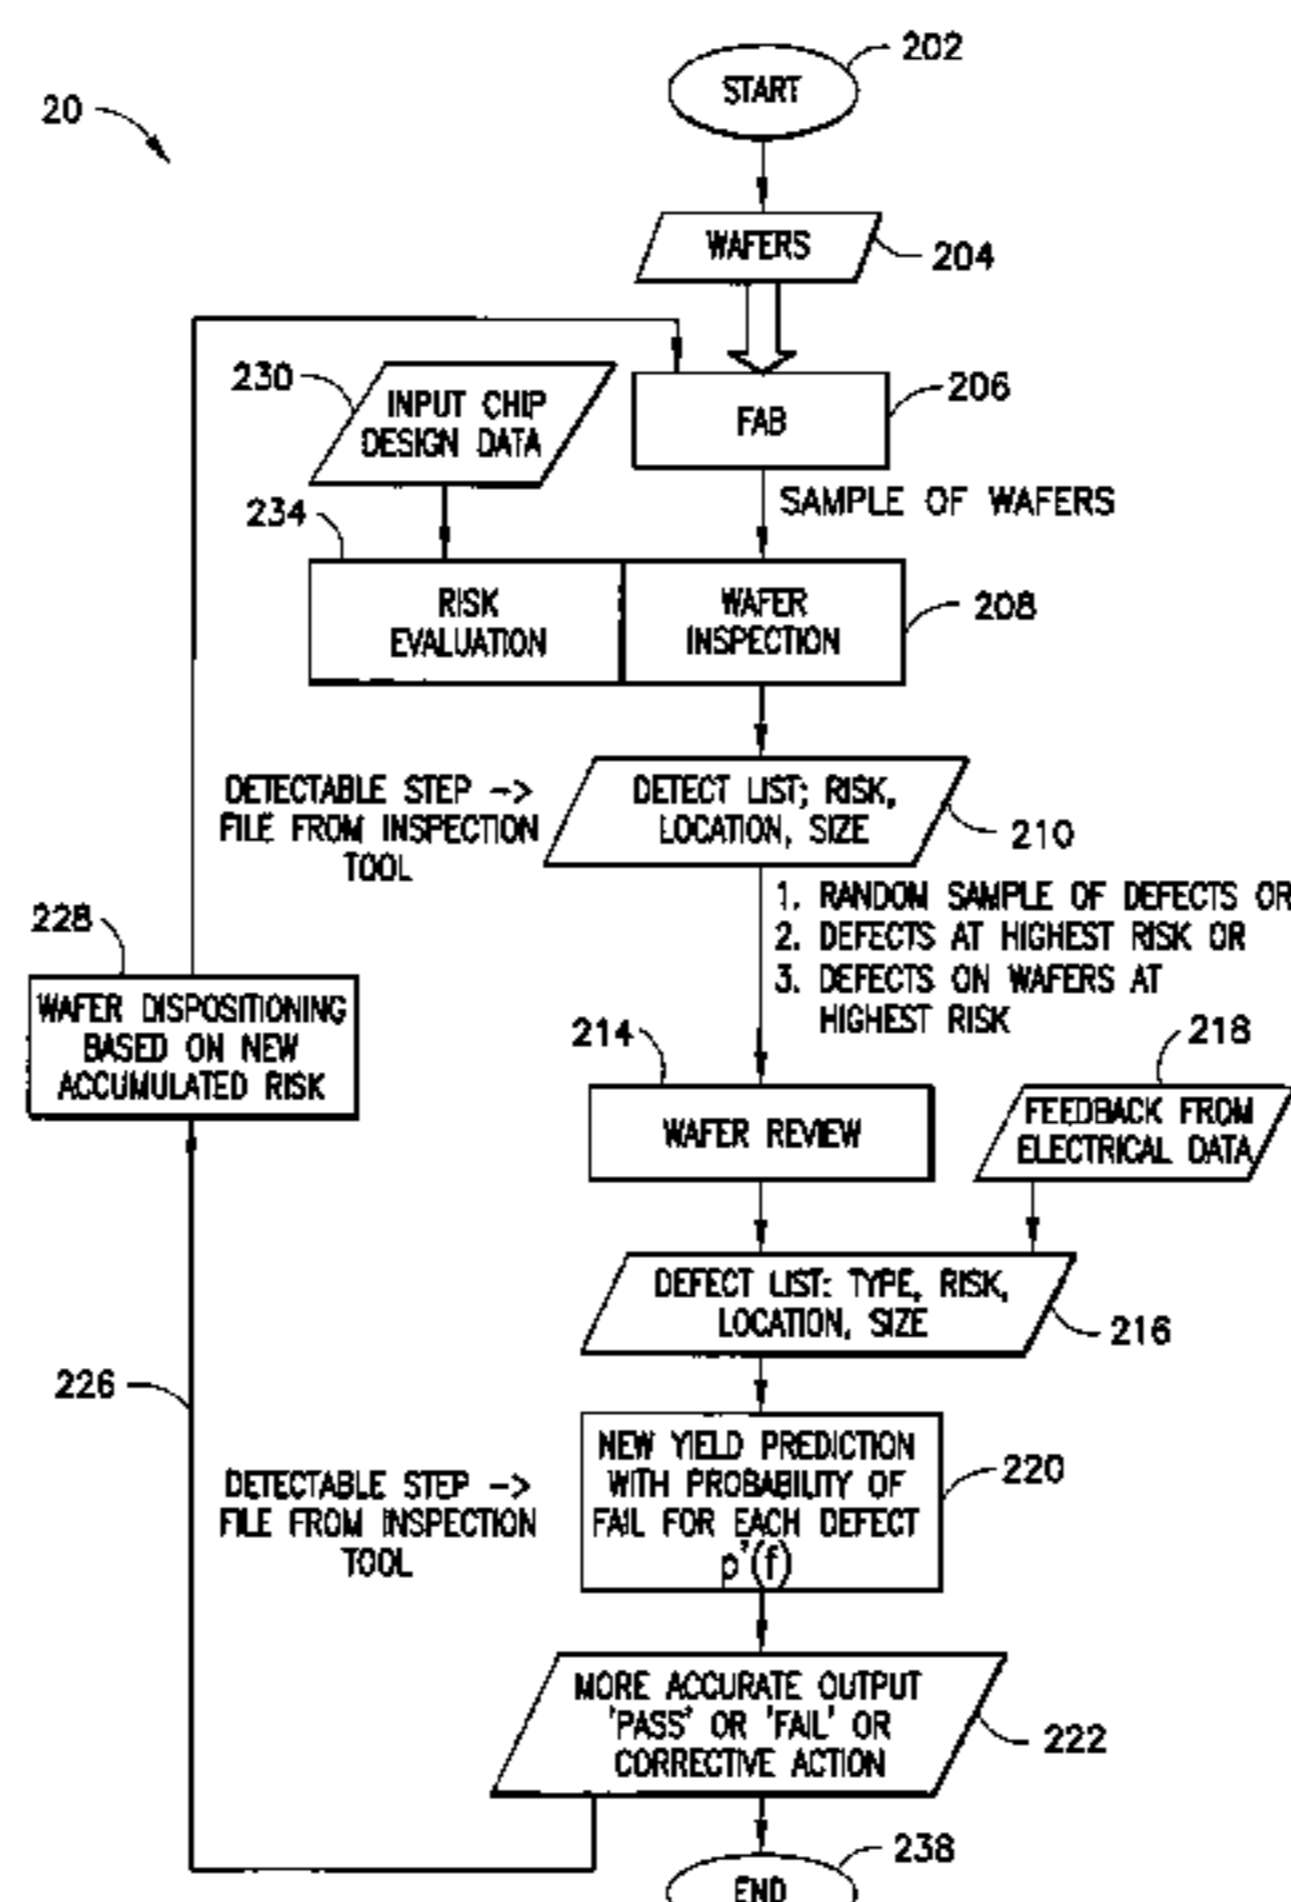 202
START
20
WAFERS
204
230
INPUT CHIP
DESIGN DATA
206
FAB
SAMPLE OF WAFERS
234
RISK
EVALUATION
WAFER
INSPECTION
208
DETECTABLE STEP ->
FILE FROM INSPECTION
TOOL
DETECT LIST; RISK,
LOCATION, SIZE
210
1. RANDOM SAMPLE OF DEFECTS OR
2. DEFECTS AT HIGHEST RISK OR
3. DEFECTS ON WAFERS AT
HIGHEST RISK
228
WAFER DISPOSITIONING
BASED ON NEW
ACCUMULATED RISK
214
WAFER REVIEW
218
FEEDBACK FROM
ELECTRICAL DATA
DEFECT LIST: TYPE, RISK,
LOCATION, SIZE
216
226
DETECTABLE STEP ->
FILE FROM INSPECTION
TOOL
NEW YIELD PREDICTION
WITH PROBABILITY OF
FAIL FOR EACH DEFECT
p'(f)
220
MORE ACCURATE OUTPUT
'PASS' OR 'FAIL' OR
CORRECTIVE ACTION
222
238
END